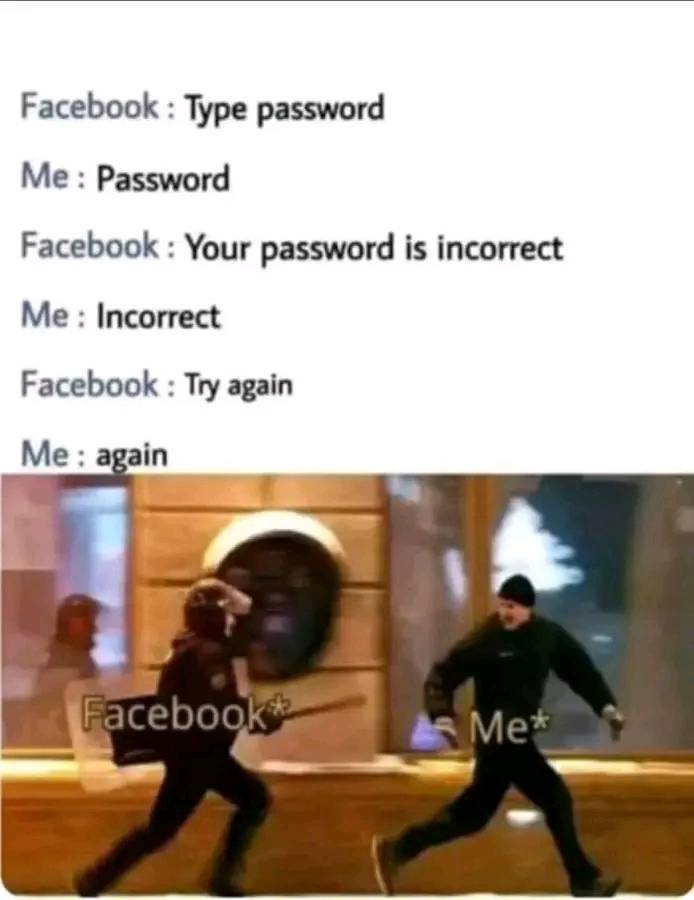 Facebook : Type password
Me : Password
Facebook : Your password is incorrect
Me : Incorrect
Facebook : Try again
Me : again
Facebook*
Me*